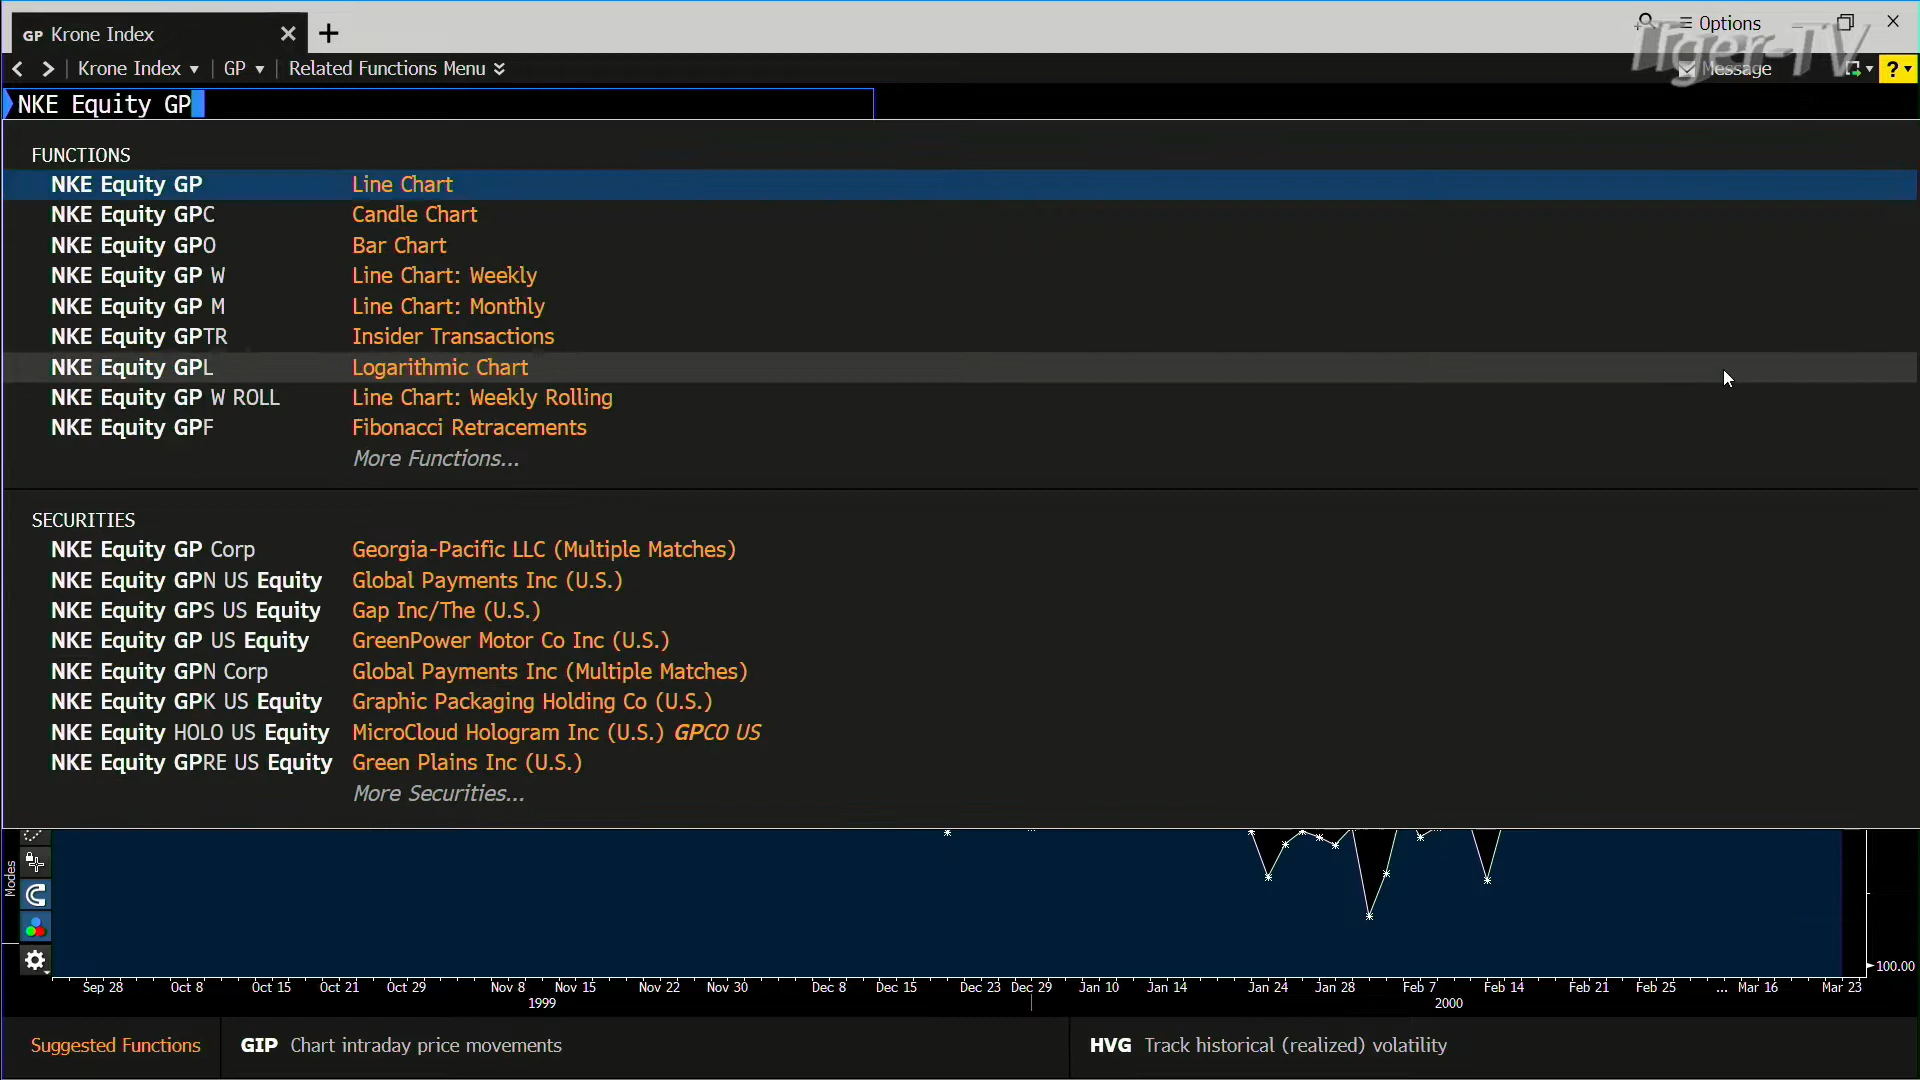 GP Krone Index
Options
Tiger-TV
Krone Index GP Related Functions Menu
Message ?
NKE Equity GP
FUNCTIONS
NKE Equity GP Line Chart
NKE Equity GPC Candle Chart
NKE Equity GPO Bar Chart
NKE Equity GP W Line Chart: Weekly
NKE Equity GP M Line Chart: Monthly
NKE Equity GPTR Insider Transactions
NKE Equity GPL Logarithmic Chart
NKE Equity GP W ROLL Line Chart: Weekly Rolling
NKE Equity GPF Fibonacci Retracements
More Functions...
SECURITIES
NKE Equity GP Corp Georgia-Pacific LLC (Multiple Matches)
NKE Equity GPN US Equity Global Payments Inc (U.S.)
NKE Equity GPS US Equity Gap Inc/The (U.S.)
NKE Equity GP US Equity GreenPower Motor Co Inc (U.S.)
NKE Equity GPN Corp Global Payments Inc (Multiple Matches)
NKE Equity GPK US Equity Graphic Packaging Holding Co (U.S.)
NKE Equity HOLO US Equity MicroCloud Hologram Inc (U.S.) GPCO US
NKE Equity GPRE US Equity Green Plains Inc (U.S.)
More Securities...
Modes
100.00
Sep 28 Oct 8 Oct 15 Oct 21 Oct 29 Nov 8 Nov 15 Nov 22 Nov 30 Dec 8 Dec 15 Dec 23 Dec 29 Jan 10 Jan 14 Jan 24 Jan 28 Feb 7 Feb 14 Feb 21 Feb 25 ... Mar 16 Mar 23
1999 2000
Suggested Functions GIP Chart intraday price movements HVG Track historical (realized) volatility